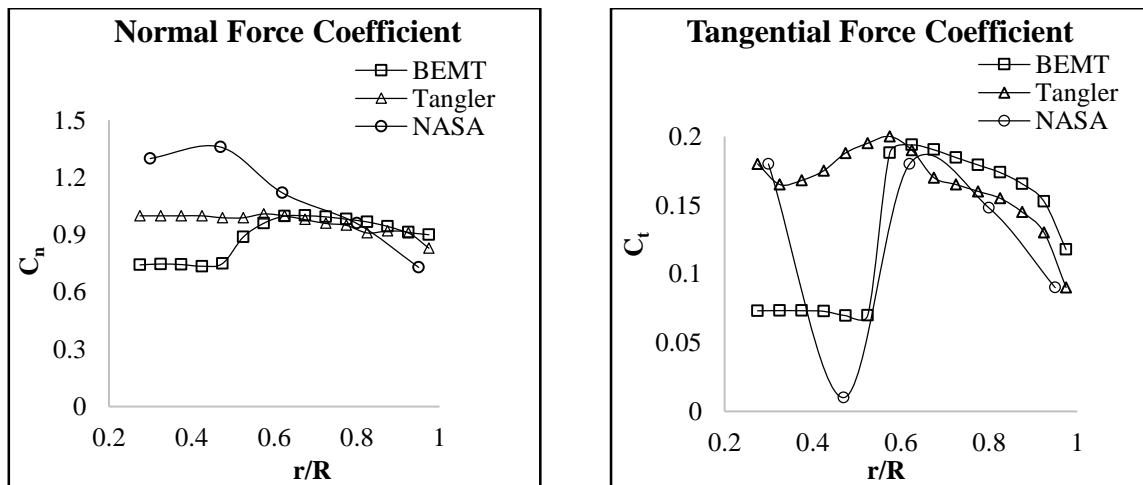 Normal Force Coefficient
BEMT
Tangler
NASA
1.5
1.2
0.9
0.6
0.3
0
Cn
0.2
0.4
0.6
0.8
1
r/R
Tangential Force Coefficient
BEMT
Tangler
NASA
0.2
0.15
0.1
0.05
0
Ct
0.2
0.4
0.6
0.8
1
r/R